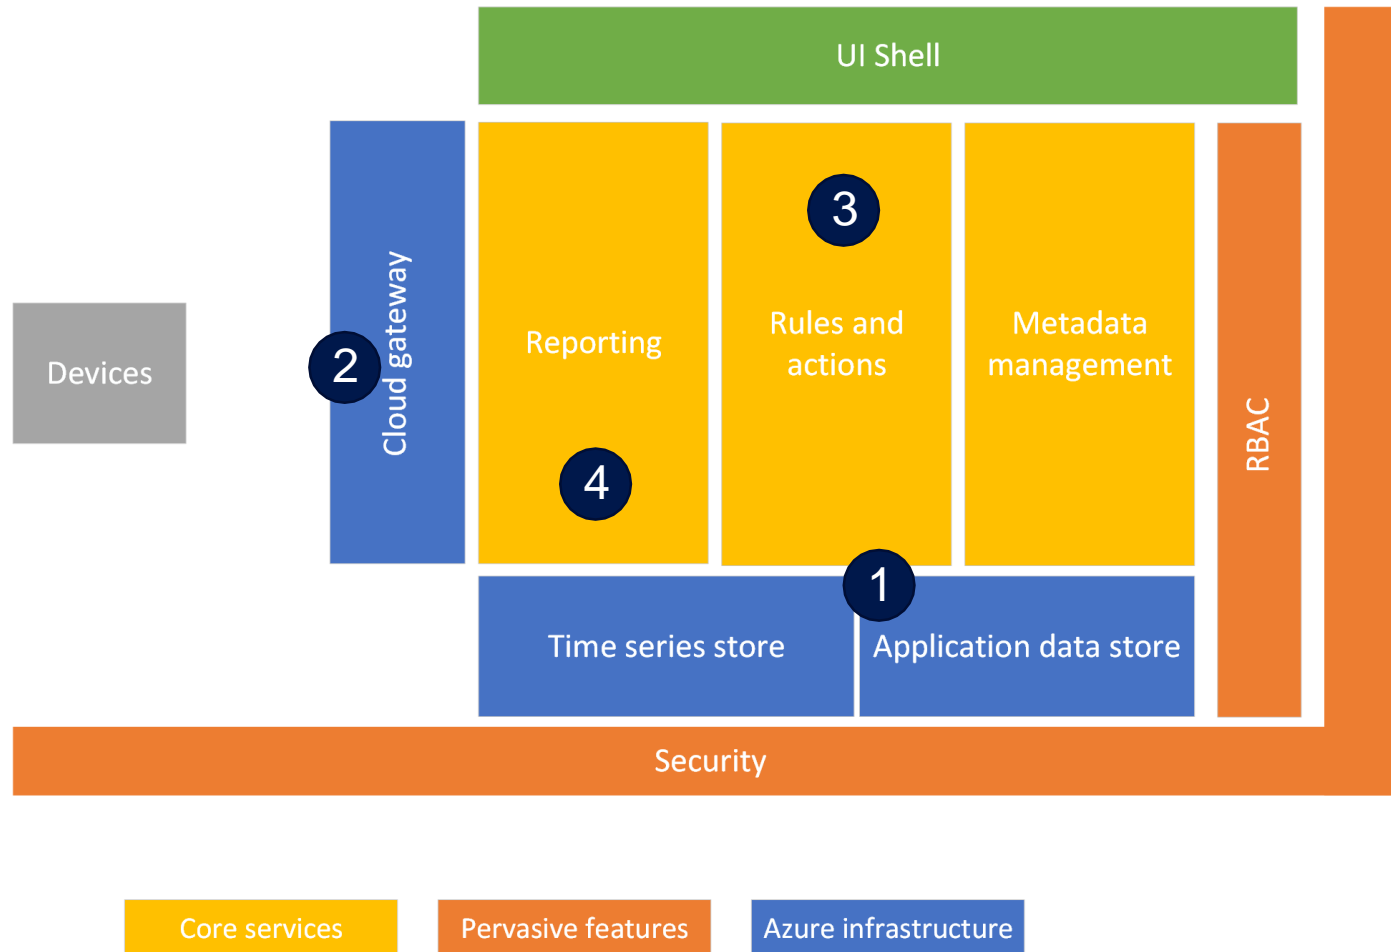 UI Shell
3
Cloud gateway
2
Devices
Reporting
4
Rules and
actions
Metadata
management
RBAC
1
Time series store
Application data store
Security
Core services
Pervasive features
Azure infrastructure